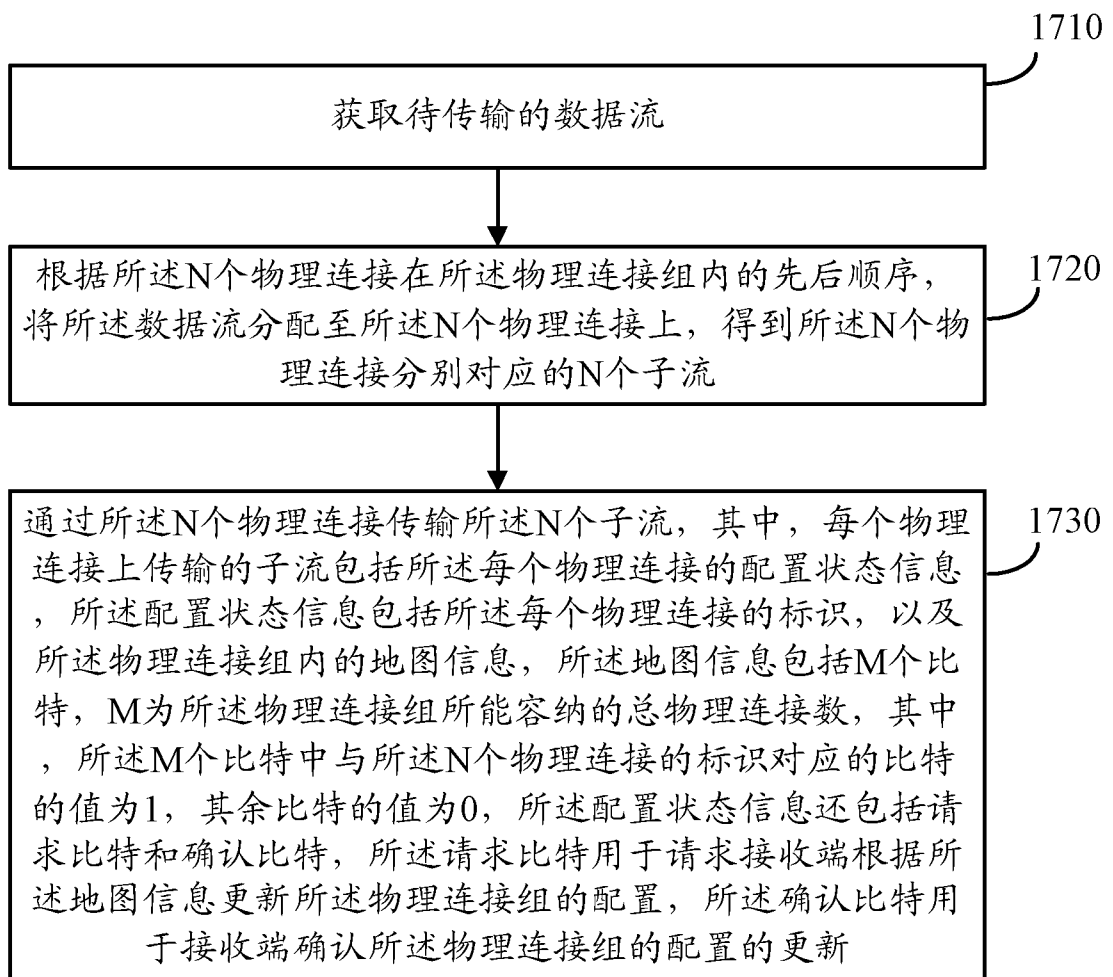 1710
获取待传输的数据流
根据所述N个物理连接在所述物理连接组内的先后顺序，
1720
将所述数据流分配至所述N个物理连接上，得到所述N个物
理连接分别对应的N个子流
通过所述N个物理连接传输所述N个子流，其中，每个物理
1730
连接上传输的子流包括所述每个物理连接的配置状态信息
，所述配置状态信息包括所述每个物理连接的标识，以及
所述物理连接组内的地图信息，所述地图信息包括M个比
特，M为所述物理连接组所能容纳的总物理连接数，其中
，所述M个比特中与所述N个物理连接的标识对应的比特
的值为1，其余比特的值为0，所述配置状态信息还包括请
求比特和确认比特，所述请求比特用于请求接收端根据所
述地图信息更新所述物理连接组的配置，所述确认比特用
于接收端确认所述物理连接组的配置的更新